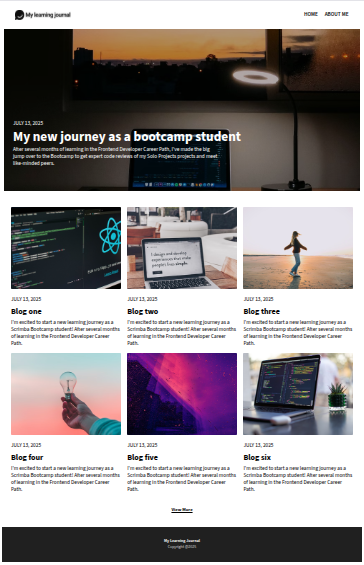 My learning journal
HOME ABOUT ME
JULY 13, 2025
My new journey as a bootcamp student
After several months of learning in the Frontend Developer Career
Path, I've made the big
jump over to the Bootcamp to get expert code reviews of my Solo Projects projects and meet
like-minded peers.
I design and develop
experiences that make
people's lives simple.
JULY 13, 2025
Blog one
I'm excited to start a new learning journey as a
Scrimba Bootcamp student! After several months
of learning in the Frontend Developer Career
Path.
JULY 13, 2025
Blog two
I'm excited to start a new learning journey as a
Scrimba Bootcamp student! After several months
of learning in the Frontend Developer Career
Path.
JULY 13, 2025
Blog three
I'm excited to start a new learning journey as a
Scrimba Bootcamp student! After several months
of learning in the Frontend Developer Career
Path.
JULY 13, 2025
Blog four
I'm excited to start a new learning journey as a
Scrimba Bootcamp student! After several months
of learning in the Frontend Developer Career
Path.
JULY 13, 2025
Blog five
I'm excited to start a new learning journey as a
Scrimba Bootcamp student! After several months
of learning in the Frontend Developer Career
Path.
JULY 13, 2025
Blog six
I'm excited to start a new learning journey as a
Scrimba Bootcamp student! After several months
of learning in the Frontend Developer Career
Path.
View More
My Learning Journal
Copyright ©2025